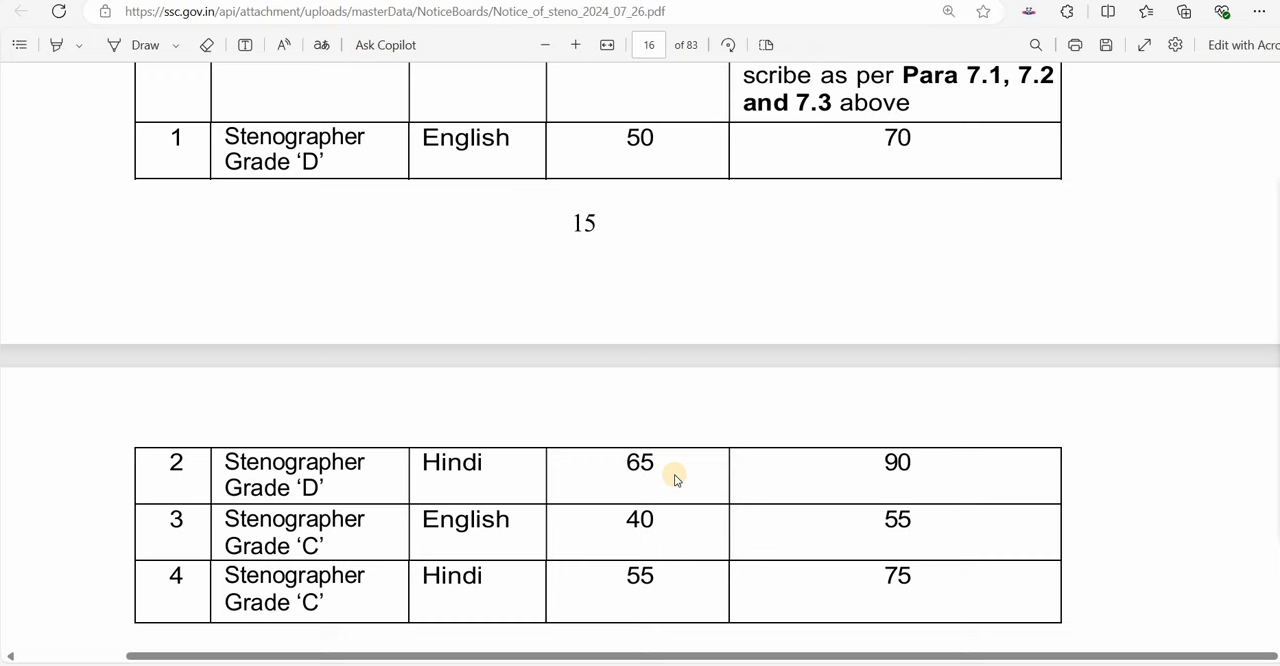 https://ssc.gov.in/api/attachment/uploads/masterData/NoticeBoards/Notice_of_steno_2024_07_26.pdf
Draw aあ Ask Copilot 16 of 83 Edit with Acro
scribe as per Para 7.1, 7.2
and 7.3 above
1 Stenographer English 50 70
Grade ‘D’
15
2 Stenographer Hindi 65 90
Grade ‘D’
3 Stenographer English 40 55
Grade ‘C’
4 Stenographer Hindi 55 75
Grade ‘C’